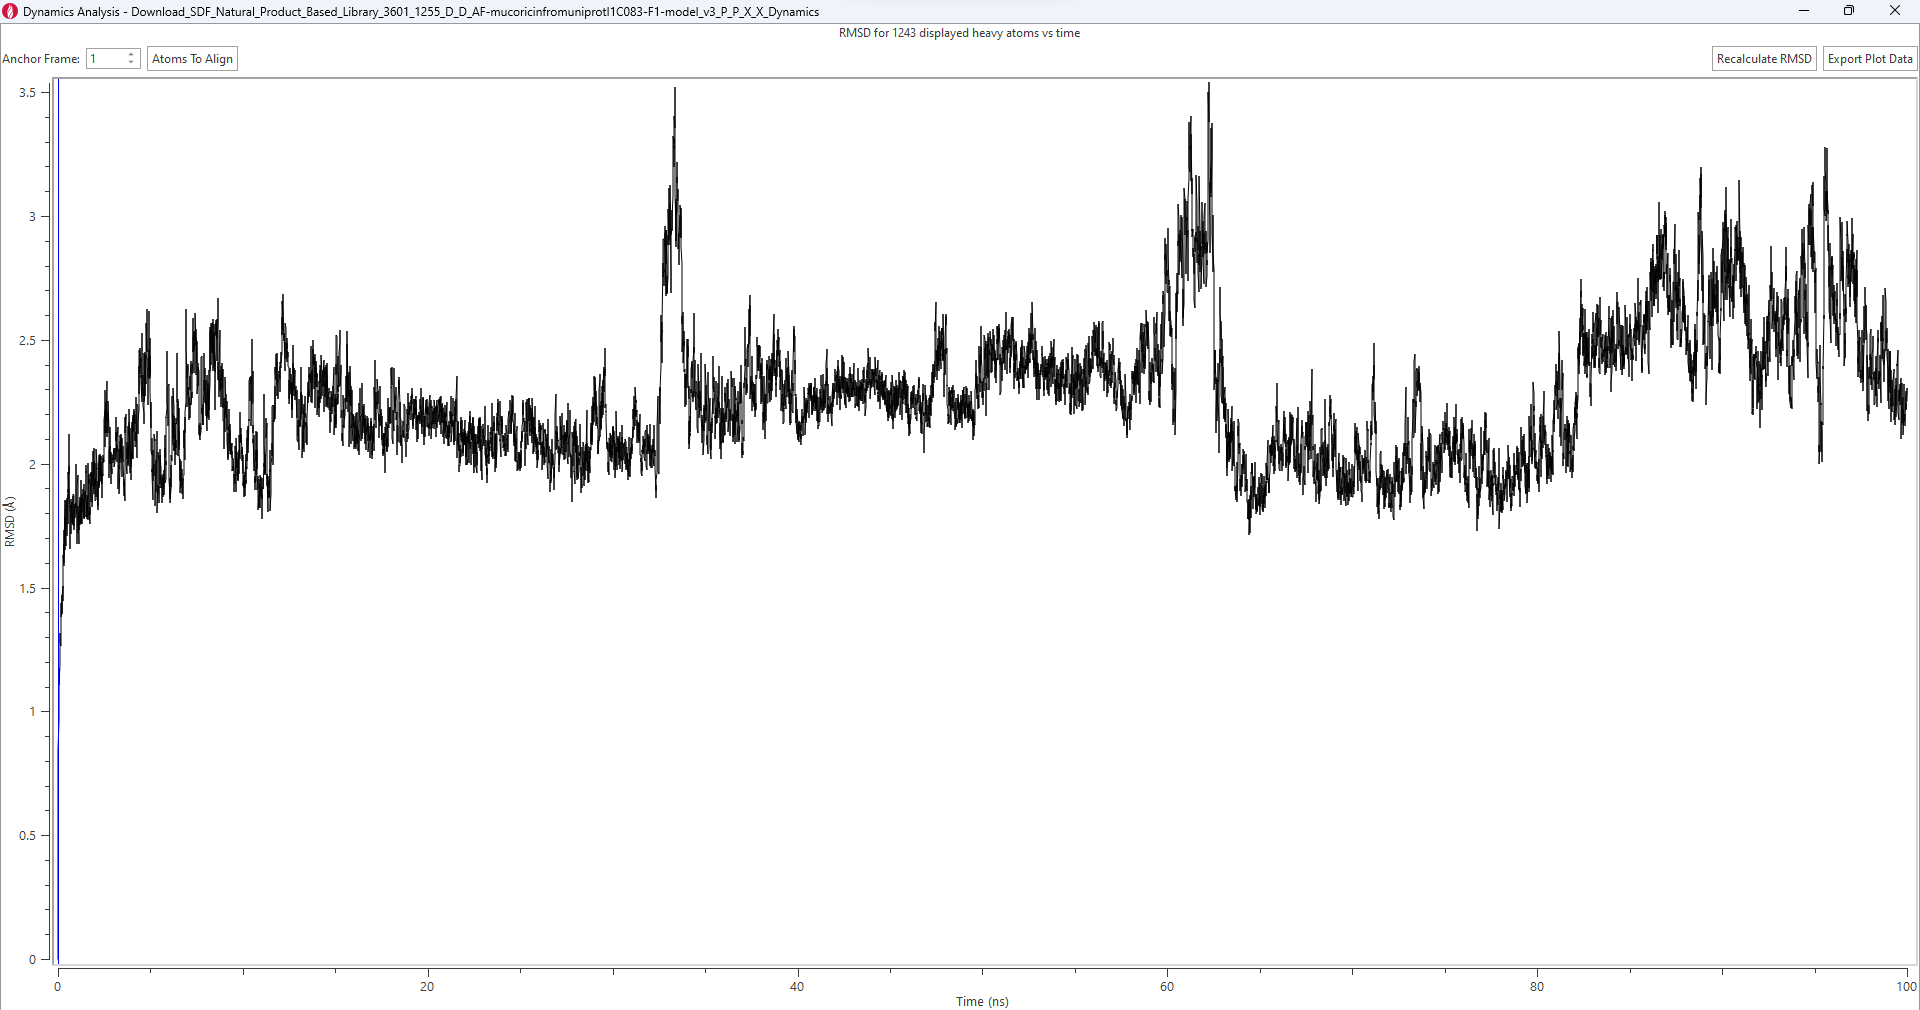 Dynamics Analysis - Download_SDF_Natural_Product_Based_Library_3601_1255_D_D_AF-mucoricinfromuniprotI1C083-F1-model_v3_P_P_X_X_Dynamics
RMSD for 1243 displayed heavy atoms vs time
Anchor Frame: 1 Atoms To Align Recalculate RMSD Export Plot Data
3.5
3
2.5
2
RMSD (Å)
1.5
1
0.5
0
0 20 40 60 80 100
Time (ns)